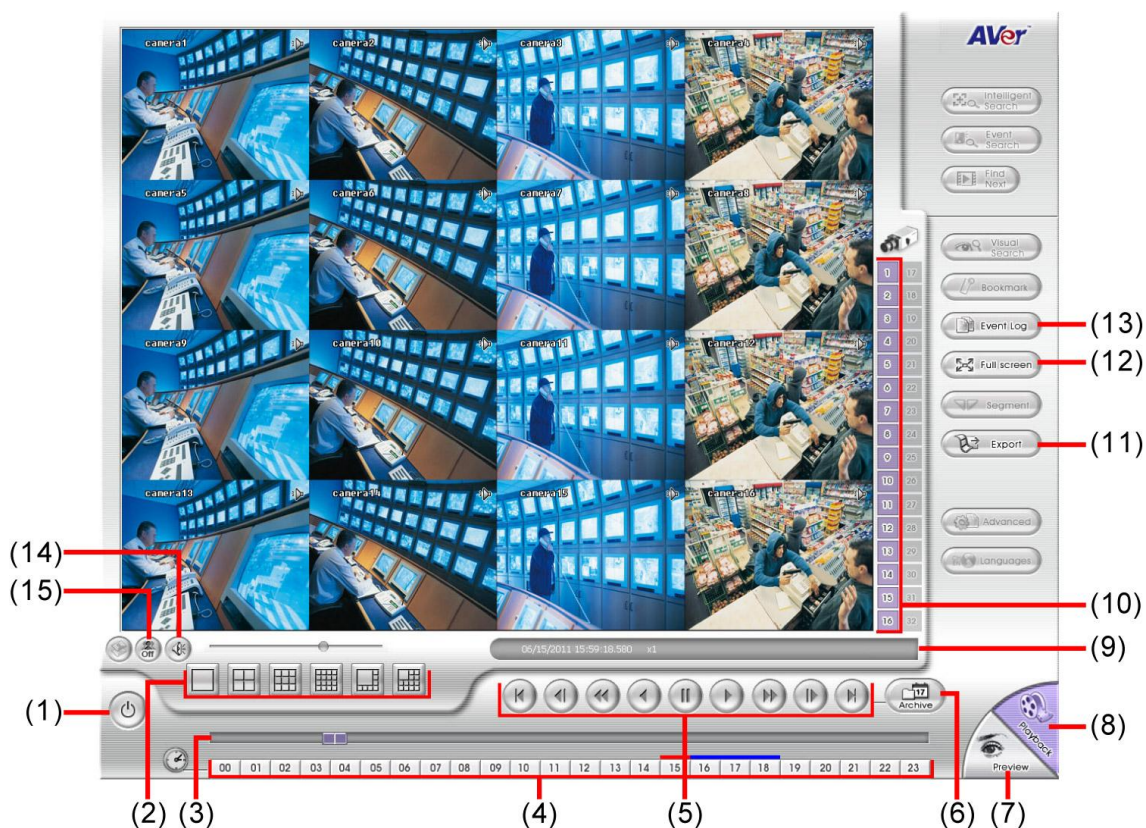 AVer
camera1
camera2
camera3
camera4
Intelligent
Search
Event
Search
Find
Next
camera5
camera6
camera7
camera8
Visual
Search
1 17
2 18
3 19
4 20
5 21
6 22
7 23
8 24
9 25
10 26
11 27
12 28
13 29
14 30
15 31
16 32
Bookmark
Event Log
(13)
Full screen
(12)
Segment
Export
(11)
camera9
camera10
camera11
camera12
camera13
camera14
camera15
camera16
Advanced
Languages
(14)
(15)
(10)
Off
06/15/2011 15:59:18.580 x1
(9)
(1)
17
Archive
Playback
(8)
Preview
00 01 02 03 04 05 06 07 08 09 10 11 12 13 14 15 16 17 18 19 20 21 22 23
(2) (3) (4) (5) (6) (7)